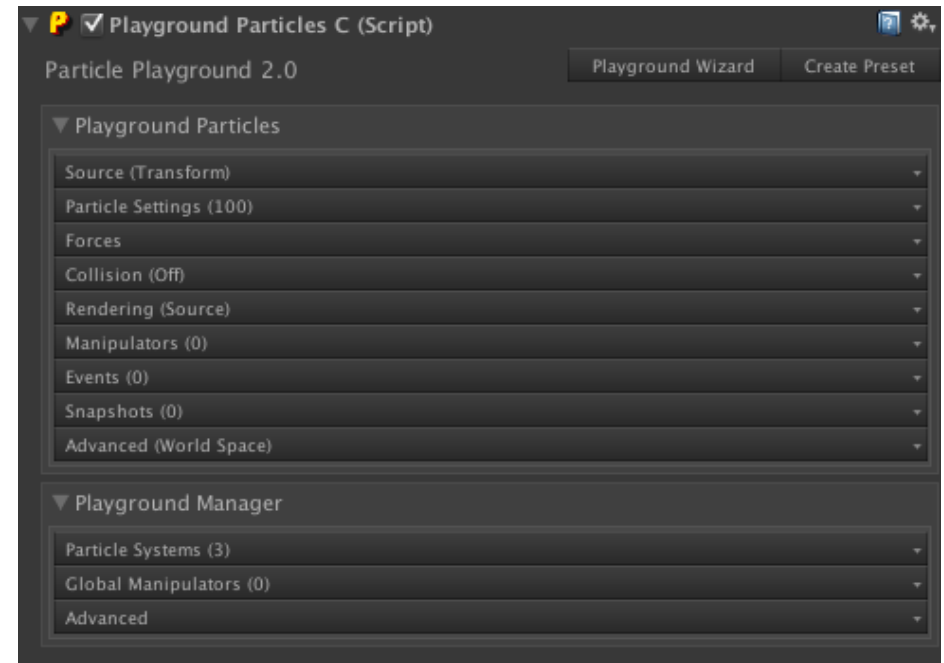 Playground Particles C (Script)
Particle Playground 2.0 Playground Wizard Create Preset
Playground Particles
Source (Transform)
Particle Settings (100)
Forces
Collision (Off)
Rendering (Source)
Manipulators (0)
Events (0)
Snapshots (0)
Advanced (World Space)
Playground Manager
Particle Systems (3)
Global Manipulators (0)
Advanced